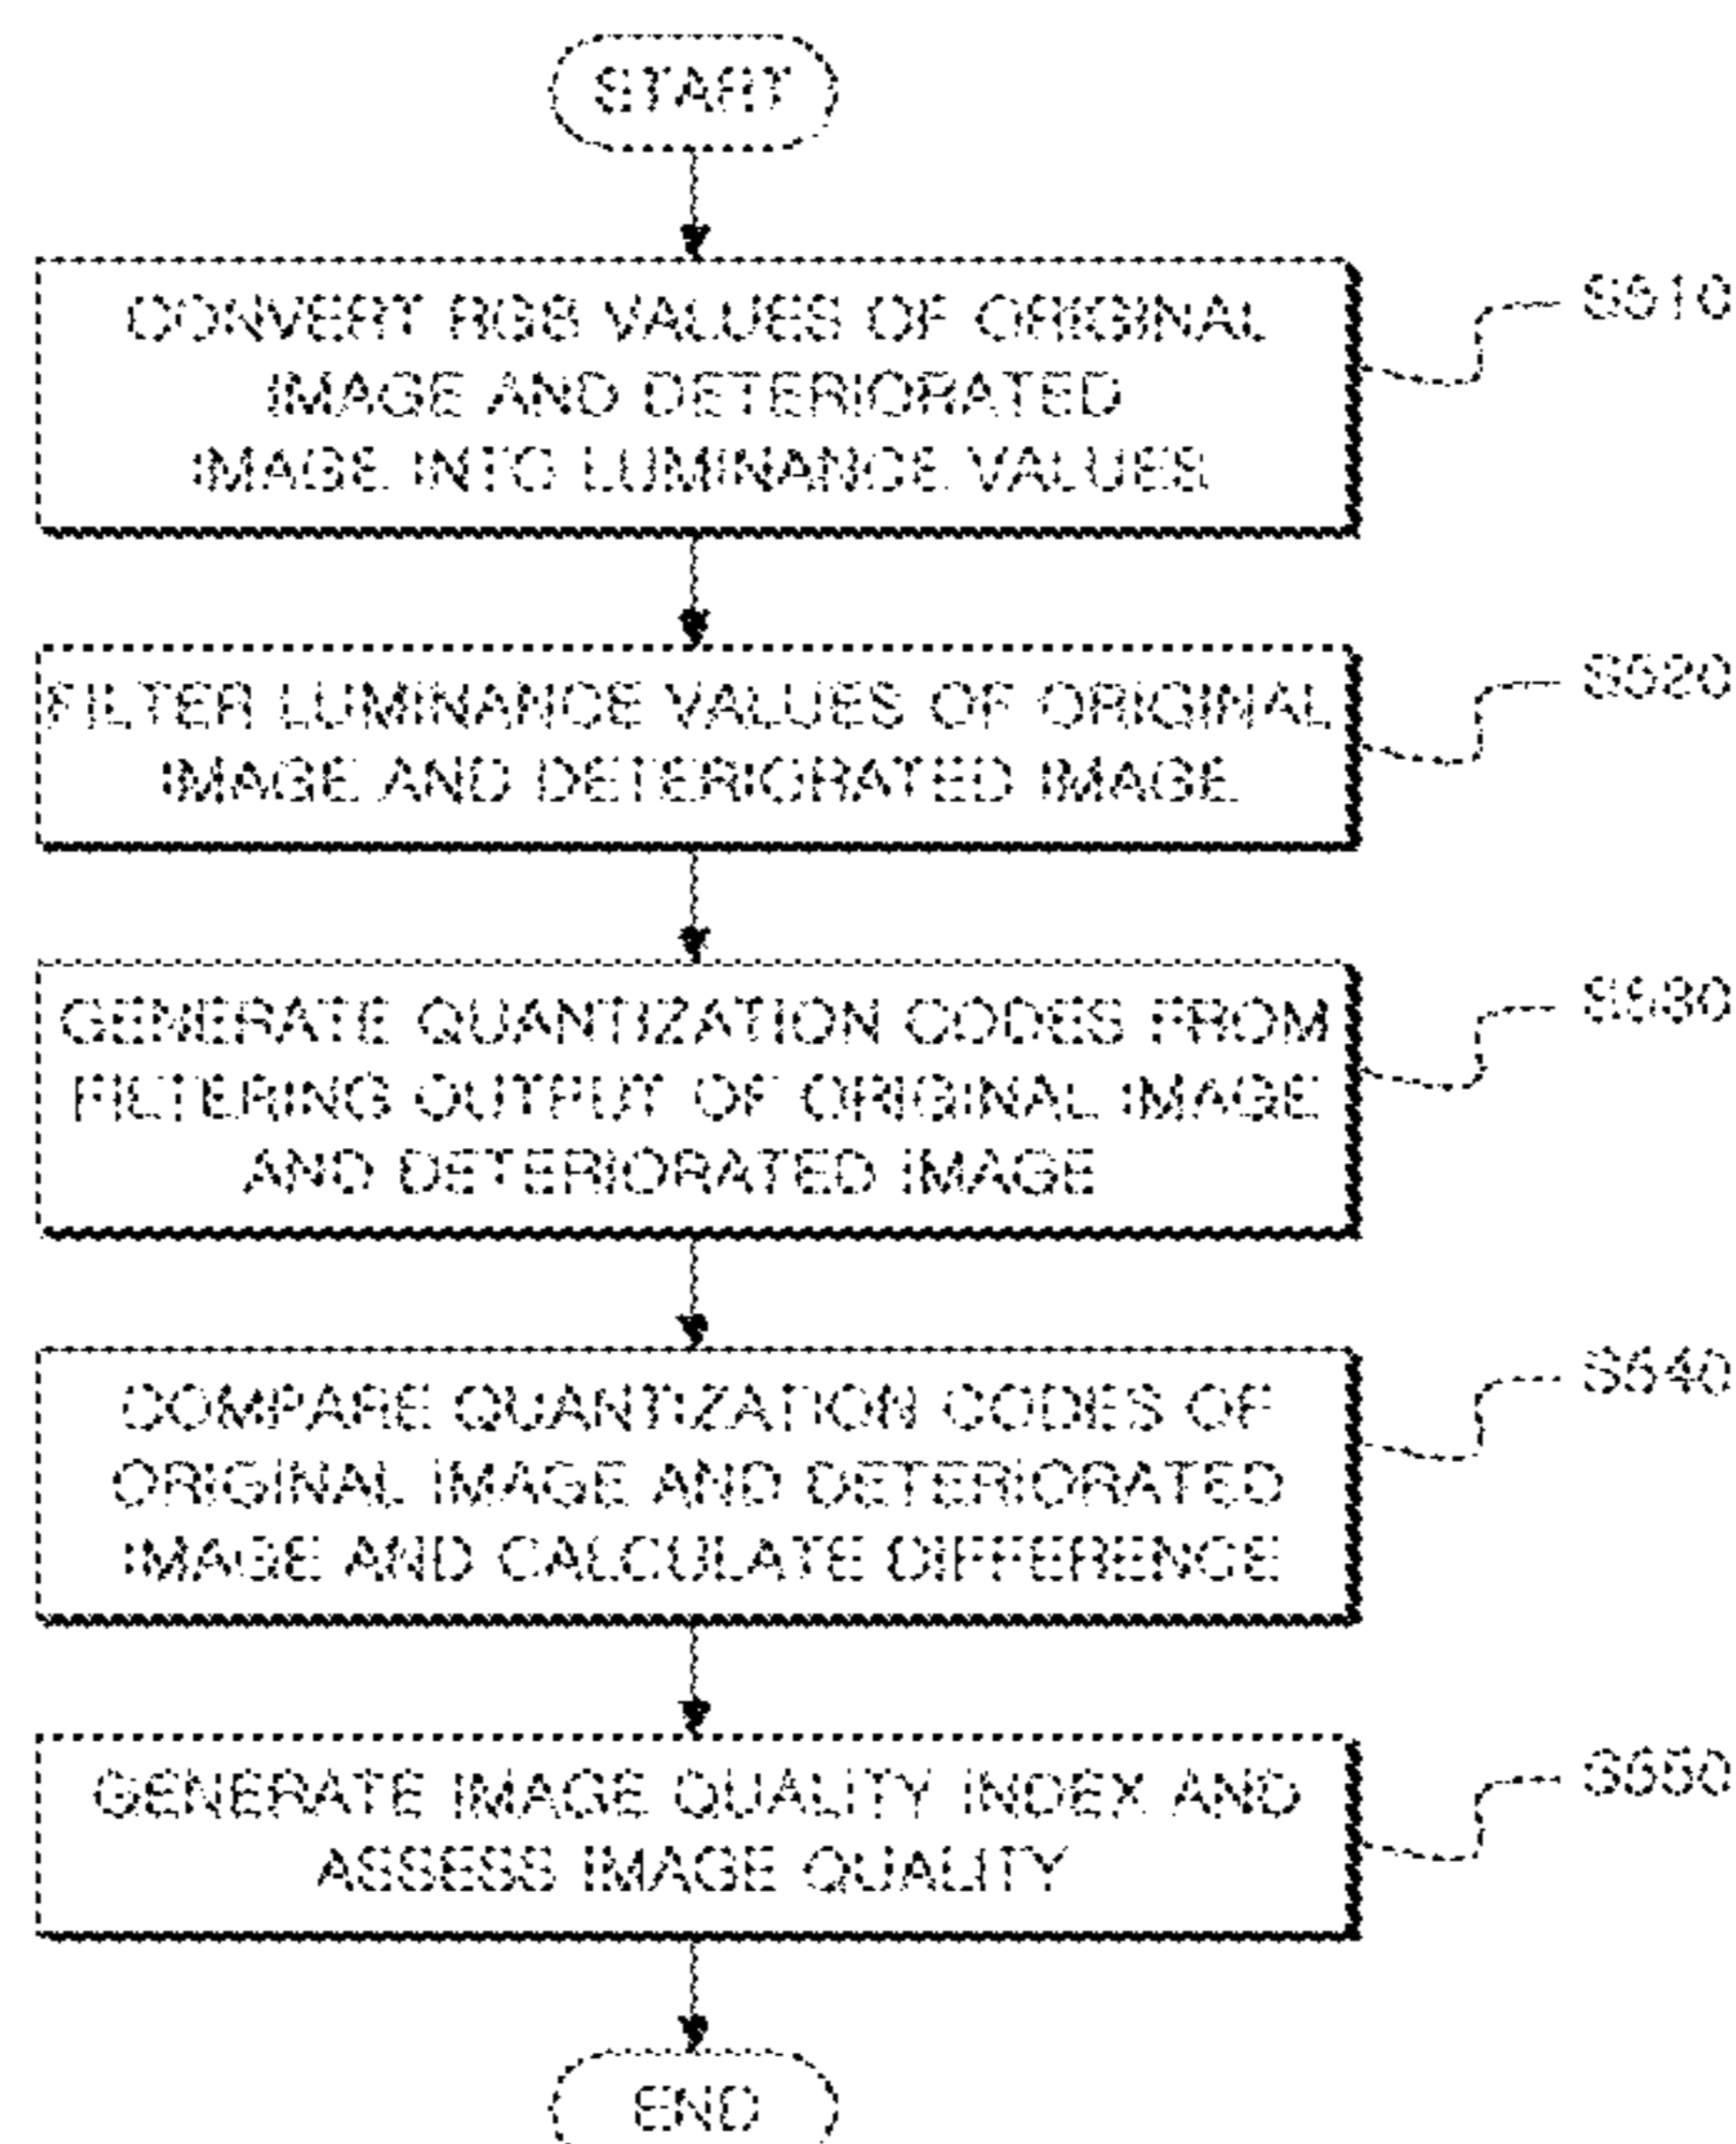 START
CONVERT RGB VALUES OF ORIGINAL
IMAGE AND DETERIORATED
IMAGE INTO LUMINANCE VALUES
S510
FILTER LUMINANCE VALUES OF ORIGINAL
IMAGE AND DETERIORATED IMAGE
S520
GENERATE QUANTIZATION CODES FROM
FILTERING OUTPUT OF ORIGINAL IMAGE
AND DETERIORATED IMAGE
S530
COMPARE QUANTIZATION CODES OF
ORIGINAL IMAGE AND DETERIORATED
IMAGE AND CALCULATE DIFFERENCE
S540
GENERATE IMAGE QUALITY INDEX AND
ASSESS IMAGE QUALITY
S550
END